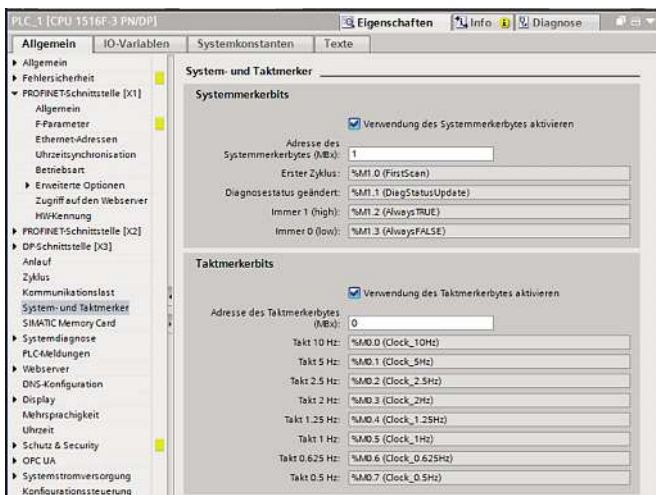 PLC_1 [CPU 1516F-3 PN/DP]
Eigenschaften
Info
Diagnose
Allgemein
IO-Variablen
Systemkonstanten
Texte
Allgemein
Fehlersicherheit
PROFINET-Schnittstelle [X1]
Allgemein
F-Parameter
Ethernet-Adressen
Uhrzeitsynchronisation
Betriebsart
Erweiterte Optionen
Zugriff auf den Webserver
HW-Kennung
PROFINET-Schnittstelle [X2]
DP-Schnittstelle [X3]
Anlauf
Zyklus
Kommunikationslast
System- und Taktmerker
SIMATIC Memory Card
Systemdiagnose
PLC-Meldungen
Webserver
DNS-Konfiguration
Display
Mehrsprachigkeit
Uhrzeit
Schutz & Security
OPC UA
Systemstromversorgung
Konfigurationssteuerung
System- und Taktmerker
Systemmerkerbits
Verwendung des Systemmerkerbytes aktivieren
Adresse des
Systemmerkerbytes (MBx): 1
Erster Zyklus: %M1.0 (FirstScan)
Diagnosestatus geändert: %M1.1 (DiagStatusUpdate)
Immer 1 (high): %M1.2 (AlwaysTRUE)
Immer 0 (low): %M1.3 (AlwaysFALSE)
Taktmerkerbits
Verwendung des Taktmerkerbytes aktivieren
Adresse des Taktmerkerbytes
(MBx): 0
Takt 10 Hz: %M0.0 (Clock_10Hz)
Takt 5 Hz: %M0.1 (Clock_5Hz)
Takt 2.5 Hz: %M0.2 (Clock_2.5Hz)
Takt 2 Hz: %M0.3 (Clock_2Hz)
Takt 1.25 Hz: %M0.4 (Clock_1.25Hz)
Takt 1 Hz: %M0.5 (Clock_1Hz)
Takt 0.625 Hz: %M0.6 (Clock_0.625Hz)
Takt 0.5 Hz: %M0.7 (Clock_0.5Hz)